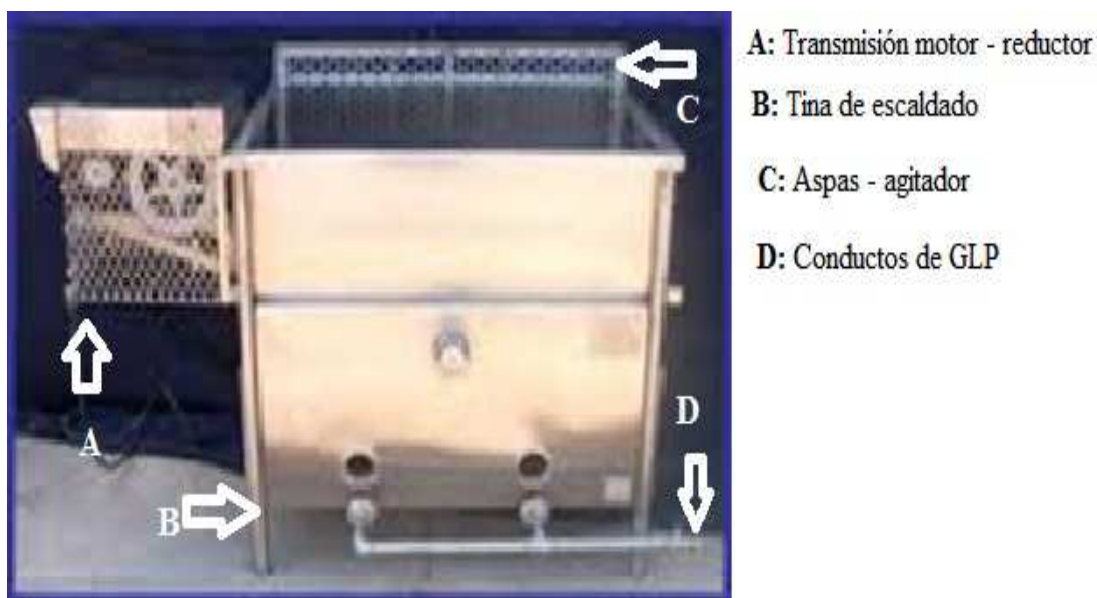 A: Transmisión motor - reductor
B: Tina de escaldado
C: Aspas - agitador
D: Conductos de GLP
C
D
A
B